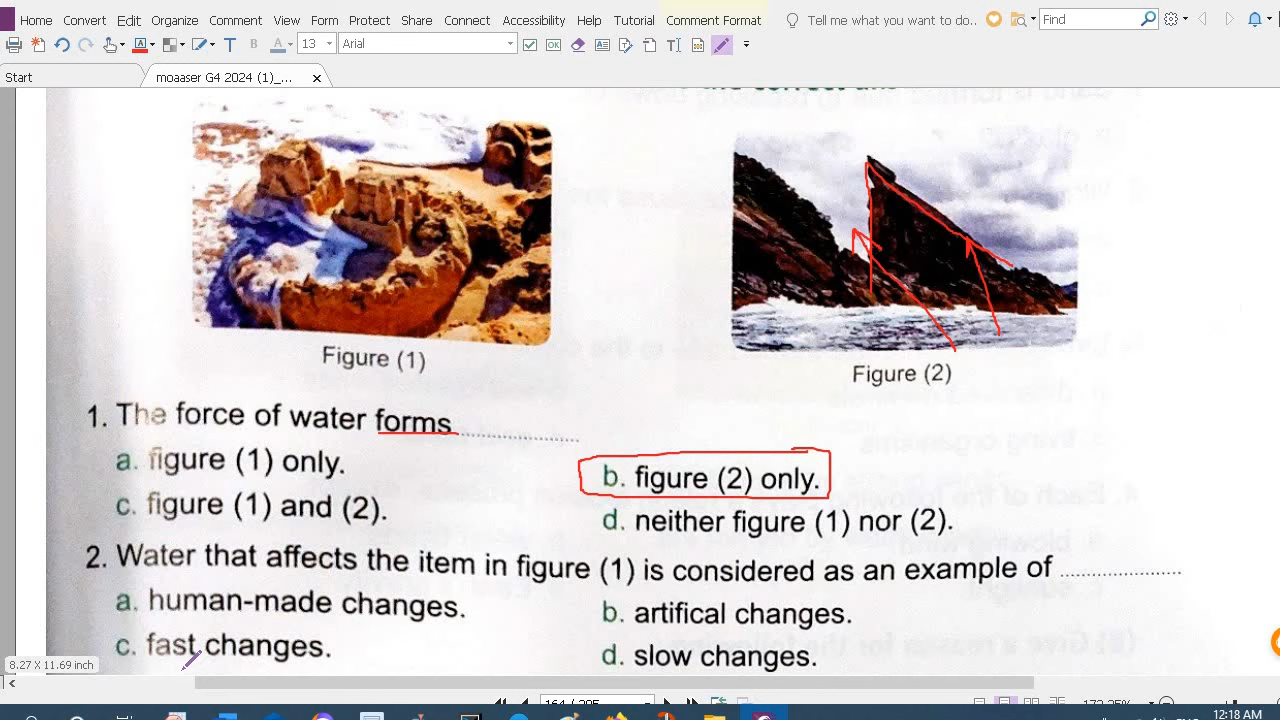 Home Convert Edit Organize Comment View Form Protect Share Connect Accessibility Help Tutorial Comment Format Tell me what you want to do.. Find
13 Arial
Start moaaser G4 2024 (1)_...
Figure (1)
Figure (2)
1. The force of water forms ..............
a. figure (1) only.
b. figure (2) only.
c. figure (1) and (2).
d. neither figure (1) nor (2).
2. Water that affects the item in figure (1) is considered as an example of ..............
a. human-made changes.
b. artifical changes.
c. fast changes.
d. slow changes.
8.27 X 11.69 inch
12:18 AM